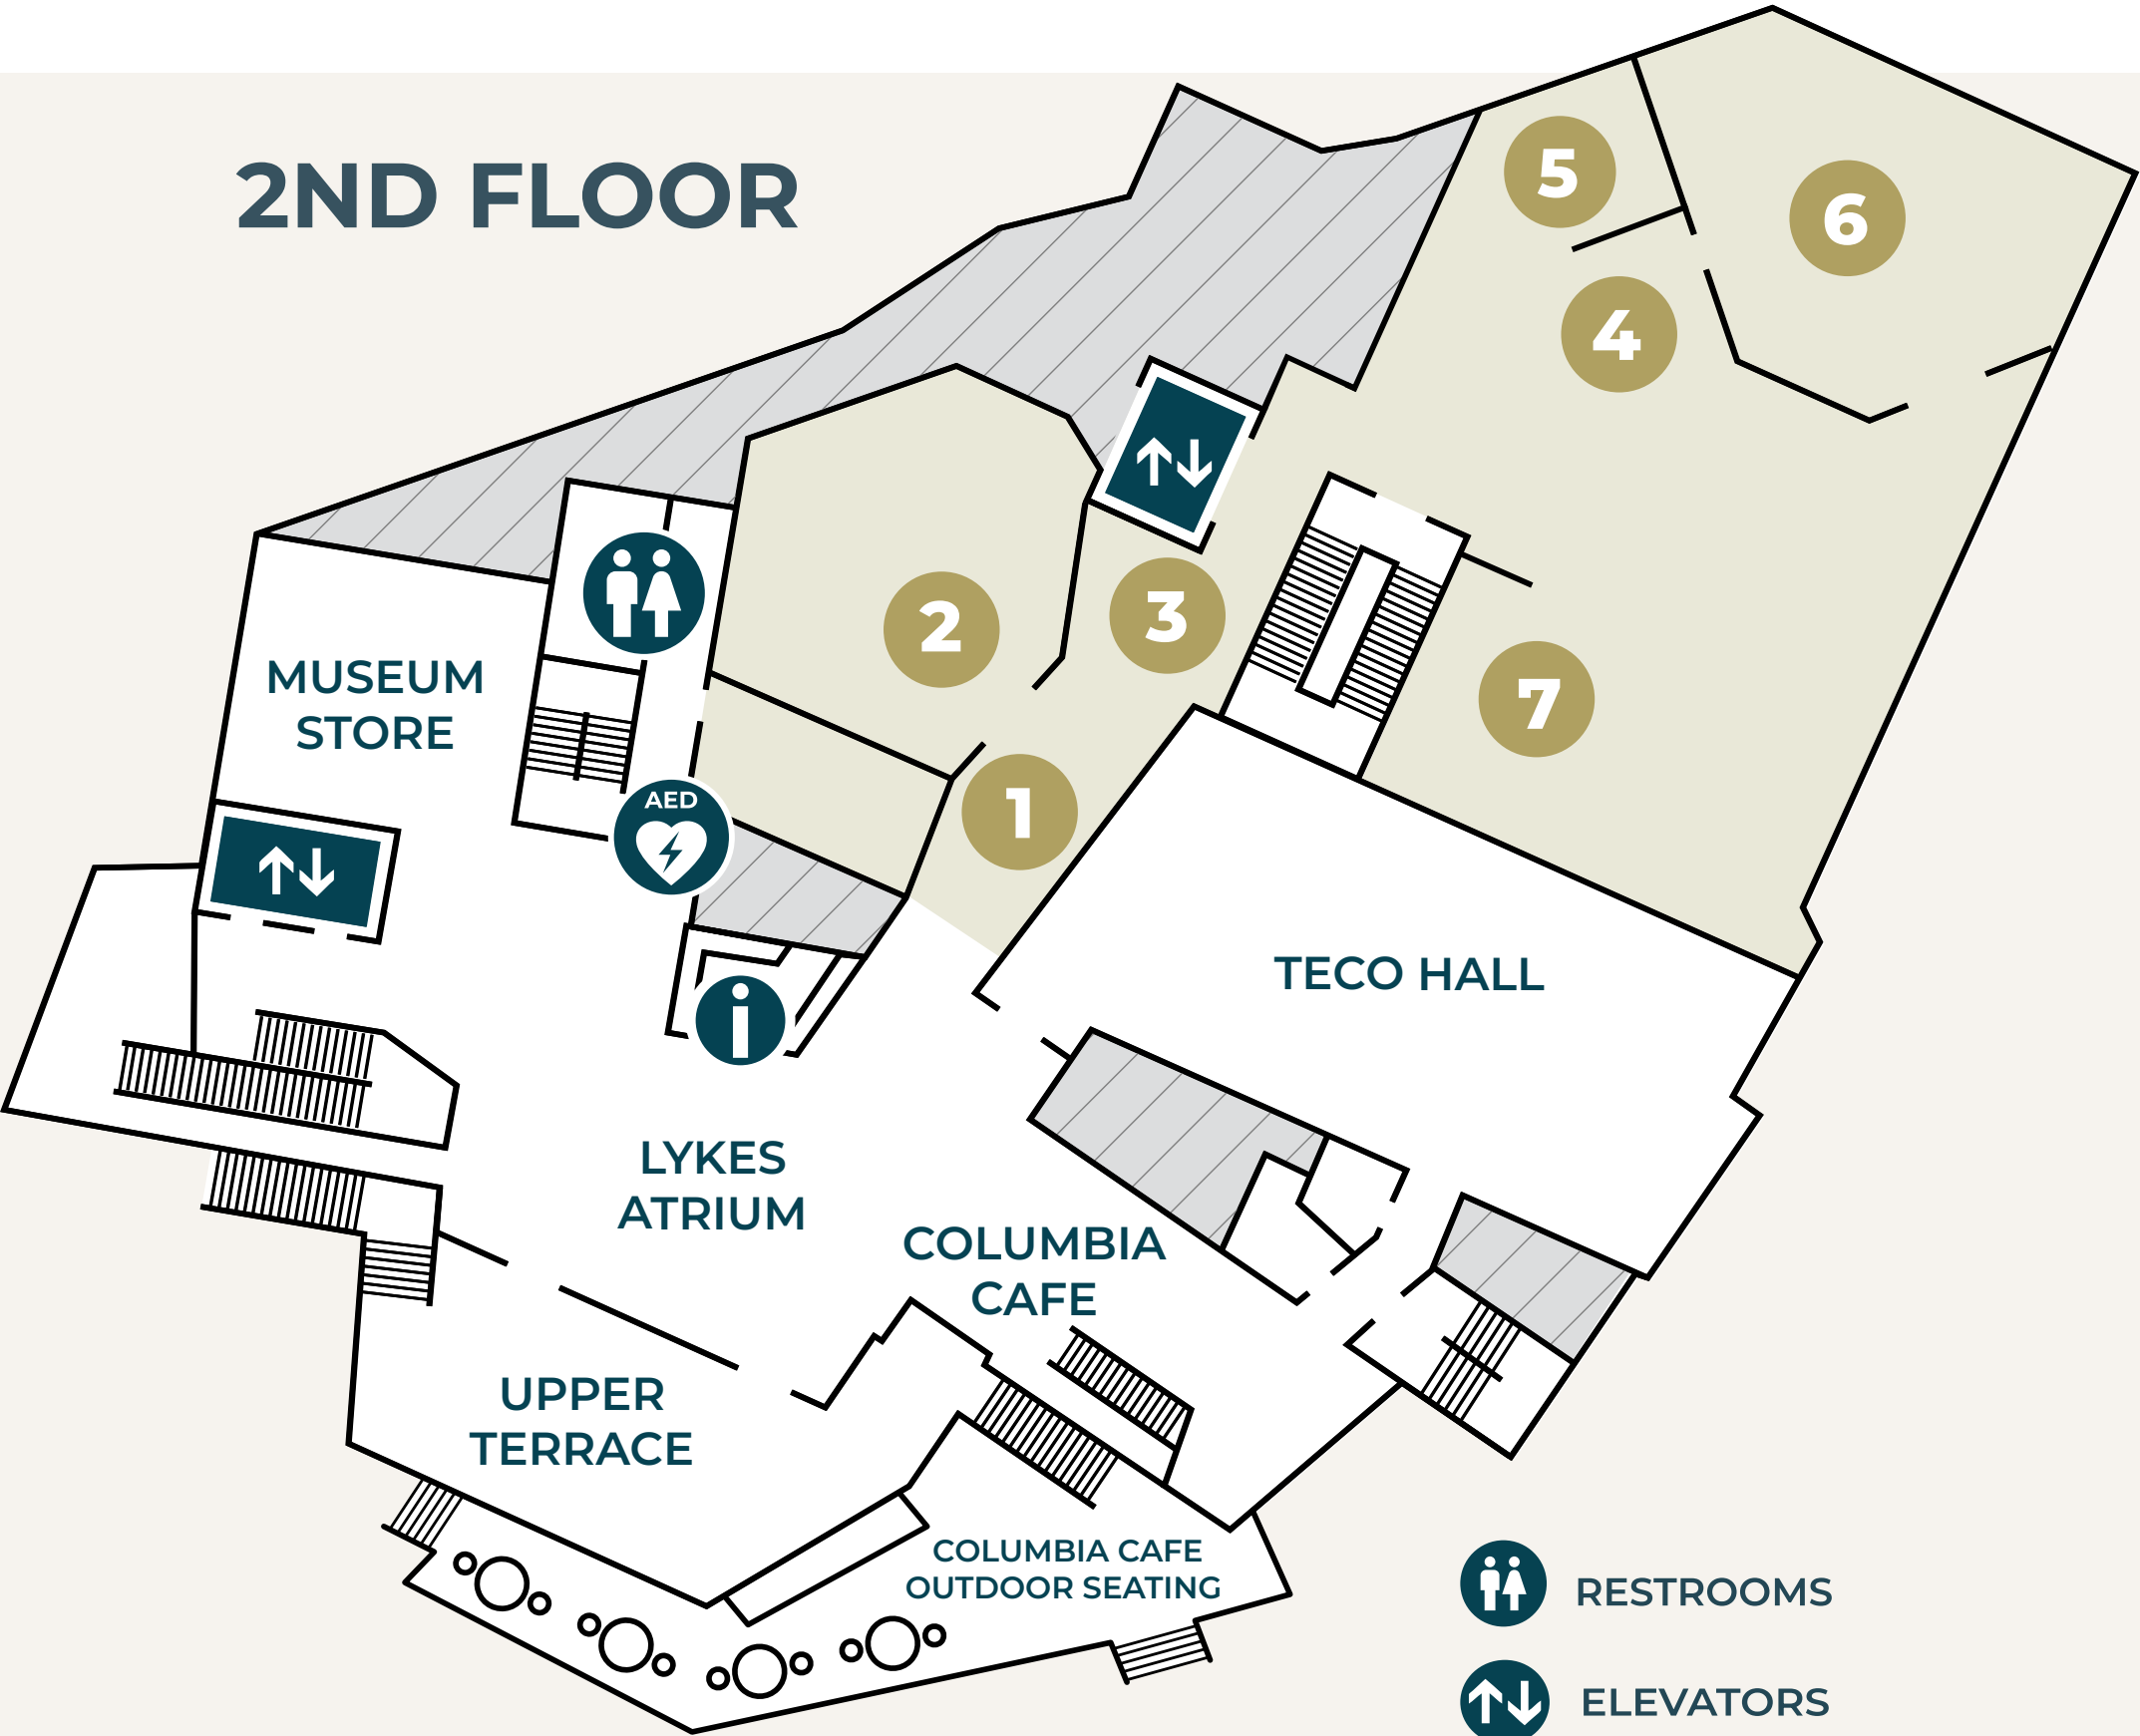 2ND FLOOR
5
6
4
2
3
7
1
MUSEUM
STORE
AED
i
TECO HALL
LYKES
ATRIUM
COLUMBIA
CAFE
UPPER
TERRACE
COLUMBIA CAFE
OUTDOOR SEATING
RESTROOMS
ELEVATORS